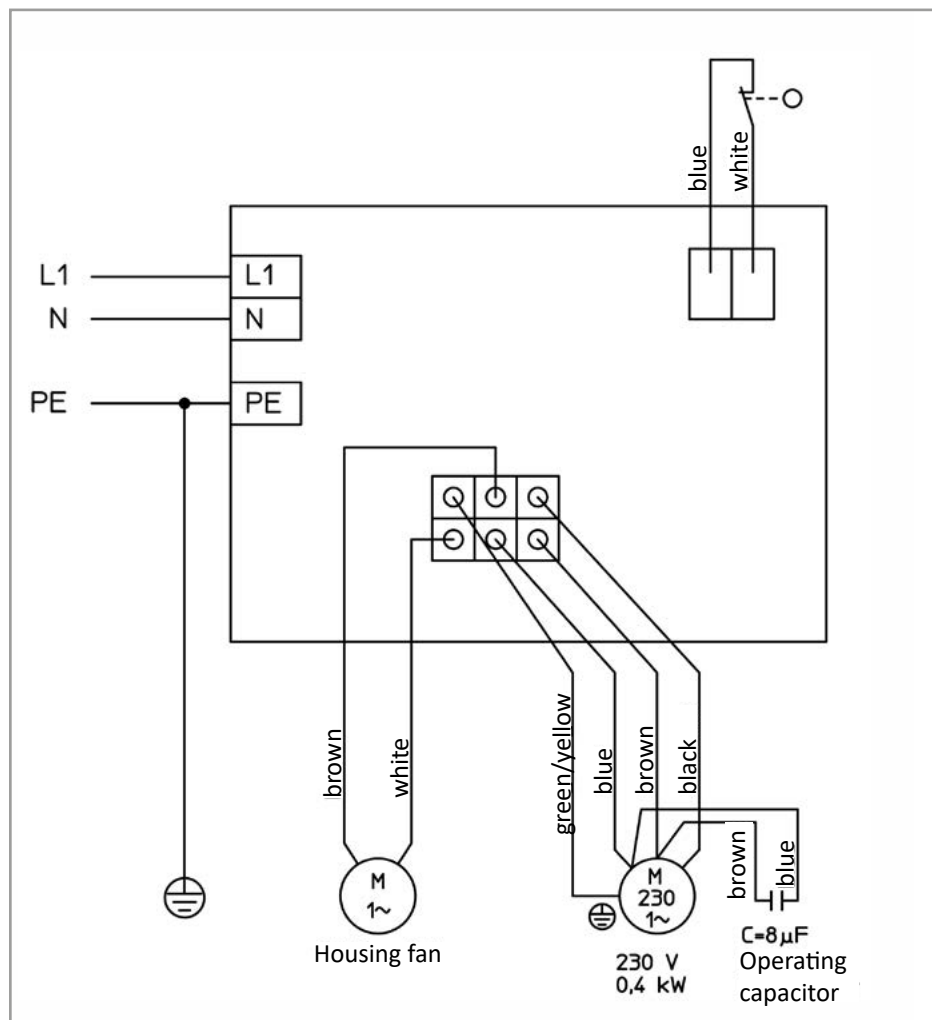 blue
white
L1
L1
N
N
PE
PE
brown
white
green/yellow
blue
brown
black
brown
blue
M
1~
Housing fan
M
230
1~
230 V
0,4 kW
C=8µF
Operating
capacitor